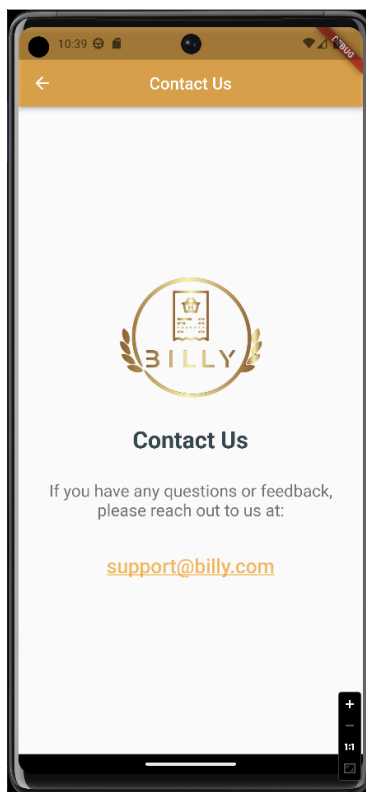 10:39
DEBUG
Contact Us
BILLY
Contact Us
If you have any questions or feedback,
please reach out to us at:
support@billy.com
1:1